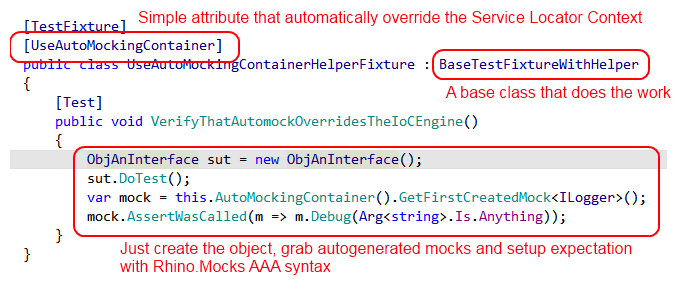 Simple attribute that automatically override the Service Locator Context
[TestFixture]
[UseAutoMockingContainer]
public class UseAutoMockingContainerHelperFixture : BaseTestFixtureWithHelper
{
A base class that does the work
[Test]
public void VerifyThatAutomockOverridesTheIoCEngine()
{
ObjAnInterface sut = new ObjAnInterface();
sut.DoTest();
var mock = this.AutoMockingContainer().GetFirstCreatedMock<ILogger>();
mock.AssertWasCalled(m => m.Debug(Arg<string>.Is.Anything));
}
Just create the object, grab autogenerated mocks and setup expectation
with Rhino.Mocks AAA syntax
}